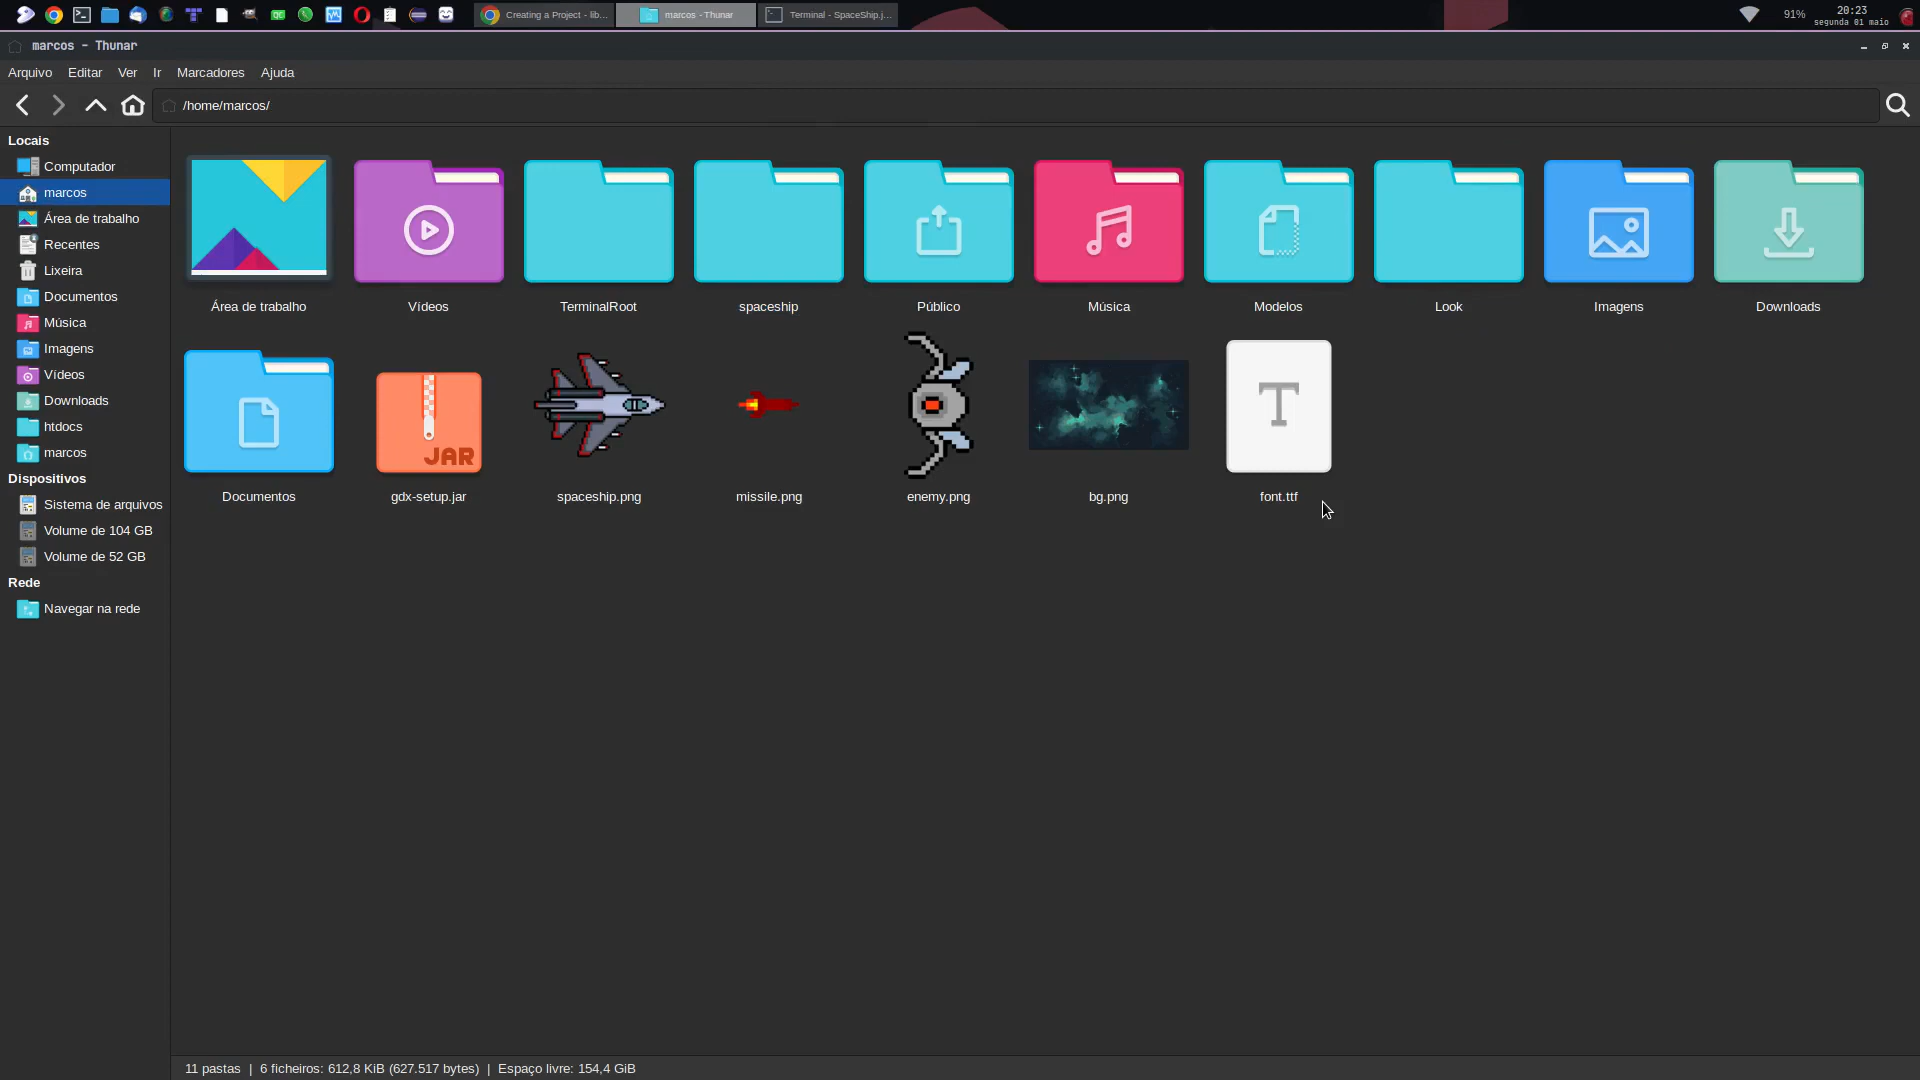 Creating a Project - lib...
marcos - Thunar
Terminal - SpaceShip.j...
91%
20:23
segunda 01 maio
marcos - Thunar
Arquivo Editar Ver Ir Marcadores Ajuda
/home/marcos/
Locais
Computador
marcos
Área de trabalho
Recentes
Lixeira
Documentos
Música
Imagens
Vídeos
Downloads
htdocs
marcos
Dispositivos
Sistema de arquivos
Volume de 104 GB
Volume de 52 GB
Rede
Navegar na rede
Área de trabalho Vídeos TerminalRoot spaceship Público Música Modelos Look Imagens Downloads
JAR
T
Documentos gdx-setup.jar spaceship.png missile.png enemy.png bg.png font.ttf
11 pastas | 6 ficheiros: 612,8 KiB (627.517 bytes) | Espaço livre: 154,4 GiB